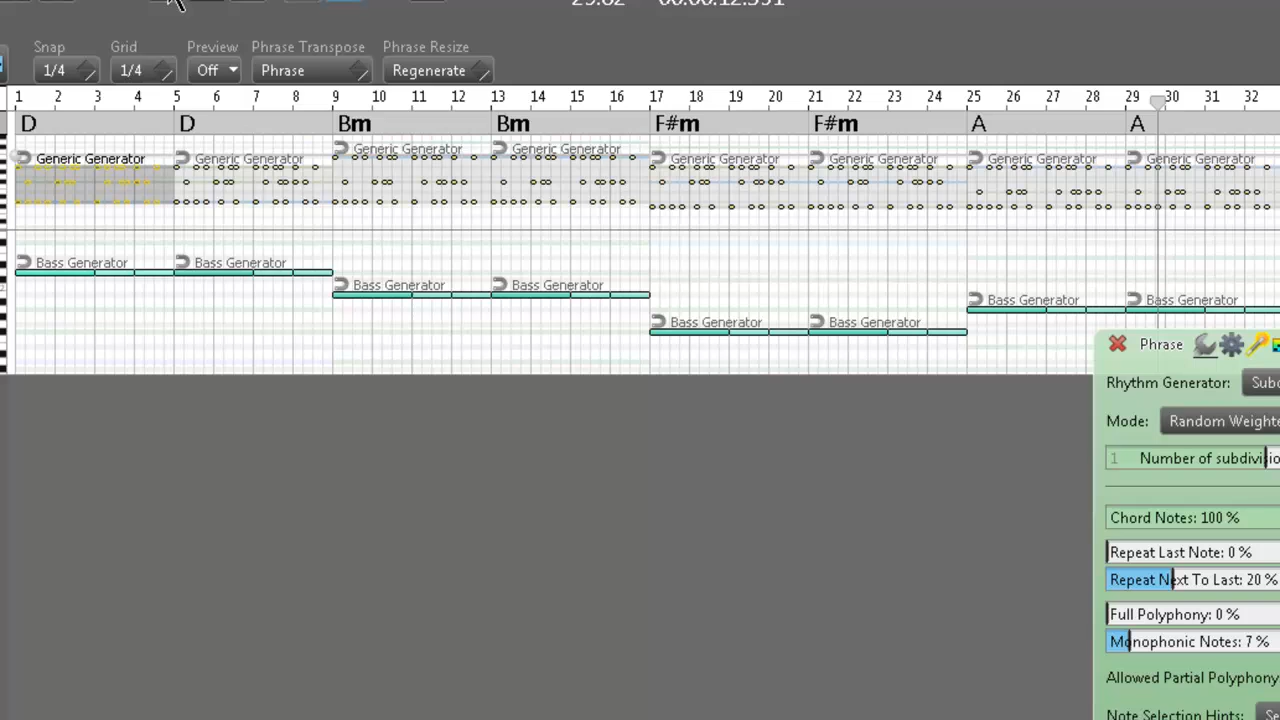 Snap Grid Preview Phrase Transpose Phrase Resize
1/4 1/4 Off Phrase Regenerate
1 2 3 4 5 6 7 8 9 10 11 12 13 14 15 16 17 18 19 20 21 22 23 24 25 26 27 28 29 30 31 32
D D Bm Bm F#m F#m A A
Generic Generator Generic Generator Generic Generator Generic Generator Generic Generator Generic Generator Generic Generator Generic Generator
Bass Generator Bass Generator
Bass Generator Bass Generator
Bass Generator Bass Generator
Bass Generator Bass Generator
Phrase
Rhythm Generator:
Mode: Random
1 Number of
Chord Notes: 100 %
Repeat Last Note: 0 %
Repeat Next To Last: 20 %
Full Polyphony: 0 %
Monophonic Notes: 7 %
Allowed Partial Polyphony
Note Selection Hints: